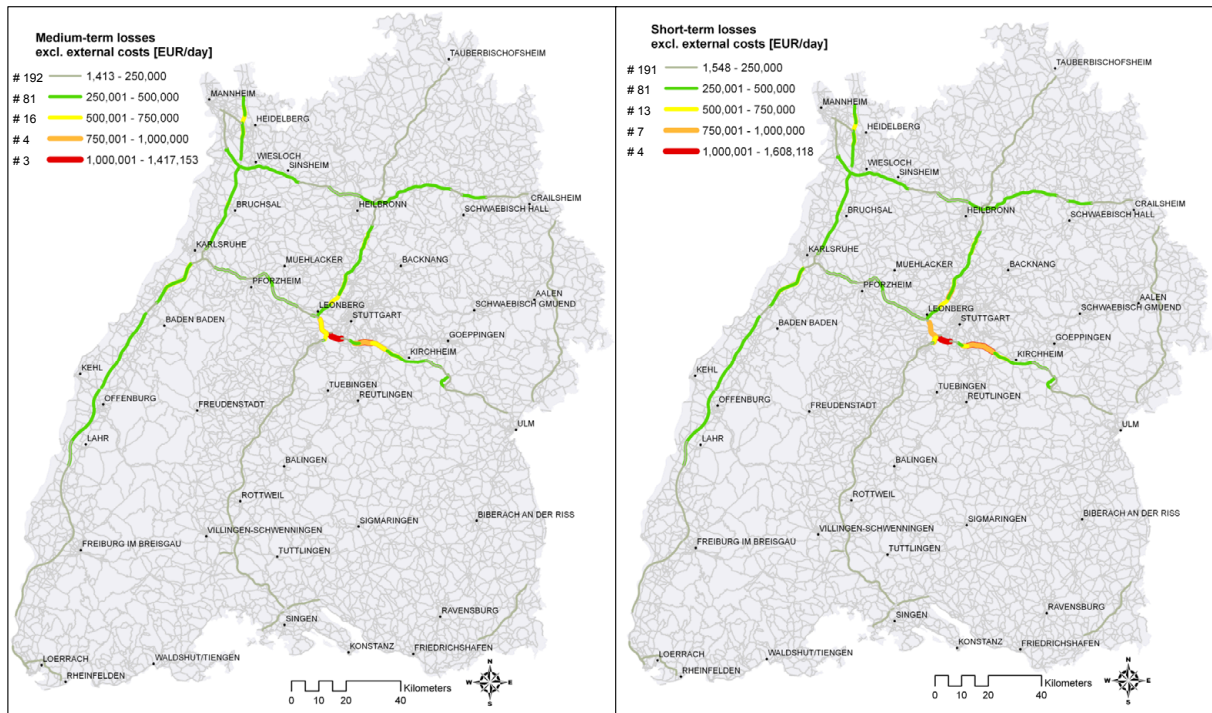 Medium-term losses
excl. external costs [EUR/day]
# 192 1,413 - 250,000
# 81 250,001 - 500,000
# 16 500,001 - 750,000
# 4 750,001 - 1,000,000
# 3 1,000,001 - 1,417,153
TAUBERBISCHOFSHEIM
MANNHEIM
HEIDELBERG
WIESLOCH
SINSHEIM
CRAILSHEIM
BRUCHSAL
HEILBRONN
SCHWAEBISCH HALL
KARLSRUHE
MUEHLACKER
BACKNANG
PFORZHEIM
AALEN
LEONBERG
SCHWAEBISCH GMUEND
STUTTGART
BADEN BADEN
GOEPPINGEN
KIRCHHEIM
KEHL
TUEBINGEN
REUTLINGEN
OFFENBURG
FREUDENSTADT
ULM
LAHR
BALINGEN
ROTTWEIL
SIGMARINGEN
BIBERACH AN DER RISS
VILLINGEN-SCHWENNINGEN
FREIBURG IM BREISGAU
TUTTLINGEN
RAVENSBURG
SINGEN
KONSTANZ
FRIEDRICHSHAFEN
LOERRACH
WALDSHUT/TIENGEN
RHEINFELDEN
Kilometers
0 10 20 40
N
W E
S
Short-term losses
excl. external costs [EUR/day]
# 191 1,548 - 250,000
# 81 250,001 - 500,000
# 13 500,001 - 750,000
# 7 750,001 - 1,000,000
# 4 1,000,001 - 1,608,118
TAUBERBISCHOFSHEIM
MANNHEIM
HEIDELBERG
WIESLOCH
SINSHEIM
CRAILSHEIM
BRUCHSAL
HEILBRONN
SCHWAEBISCH HALL
KARLSRUHE
MUEHLACKER
BACKNANG
PFORZHEIM
AALEN
LEONBERG
SCHWAEBISCH GMUEND
STUTTGART
BADEN BADEN
GOEPPINGEN
KIRCHHEIM
KEHL
TUEBINGEN
REUTLINGEN
OFFENBURG
FREUDENSTADT
ULM
LAHR
BALINGEN
ROTTWEIL
SIGMARINGEN
BIBERACH AN DER RISS
VILLINGEN-SCHWENNINGEN
FREIBURG IM BREISGAU
TUTTLINGEN
RAVENSBURG
SINGEN
KONSTANZ
FRIEDRICHSHAFEN
LOERRACH
WALDSHUT/TIENGEN
RHEINFELDEN
Kilometers
0 10 20 40
N
W E
S